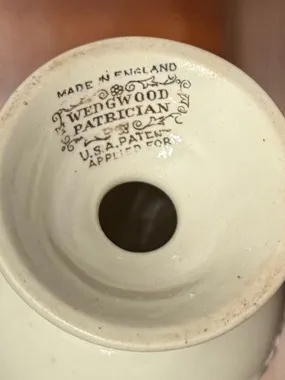 MADE IN ENGLAND
WEDGWOOD
PATRICIAN
U.S.A. PATENT
APPLIED FOR